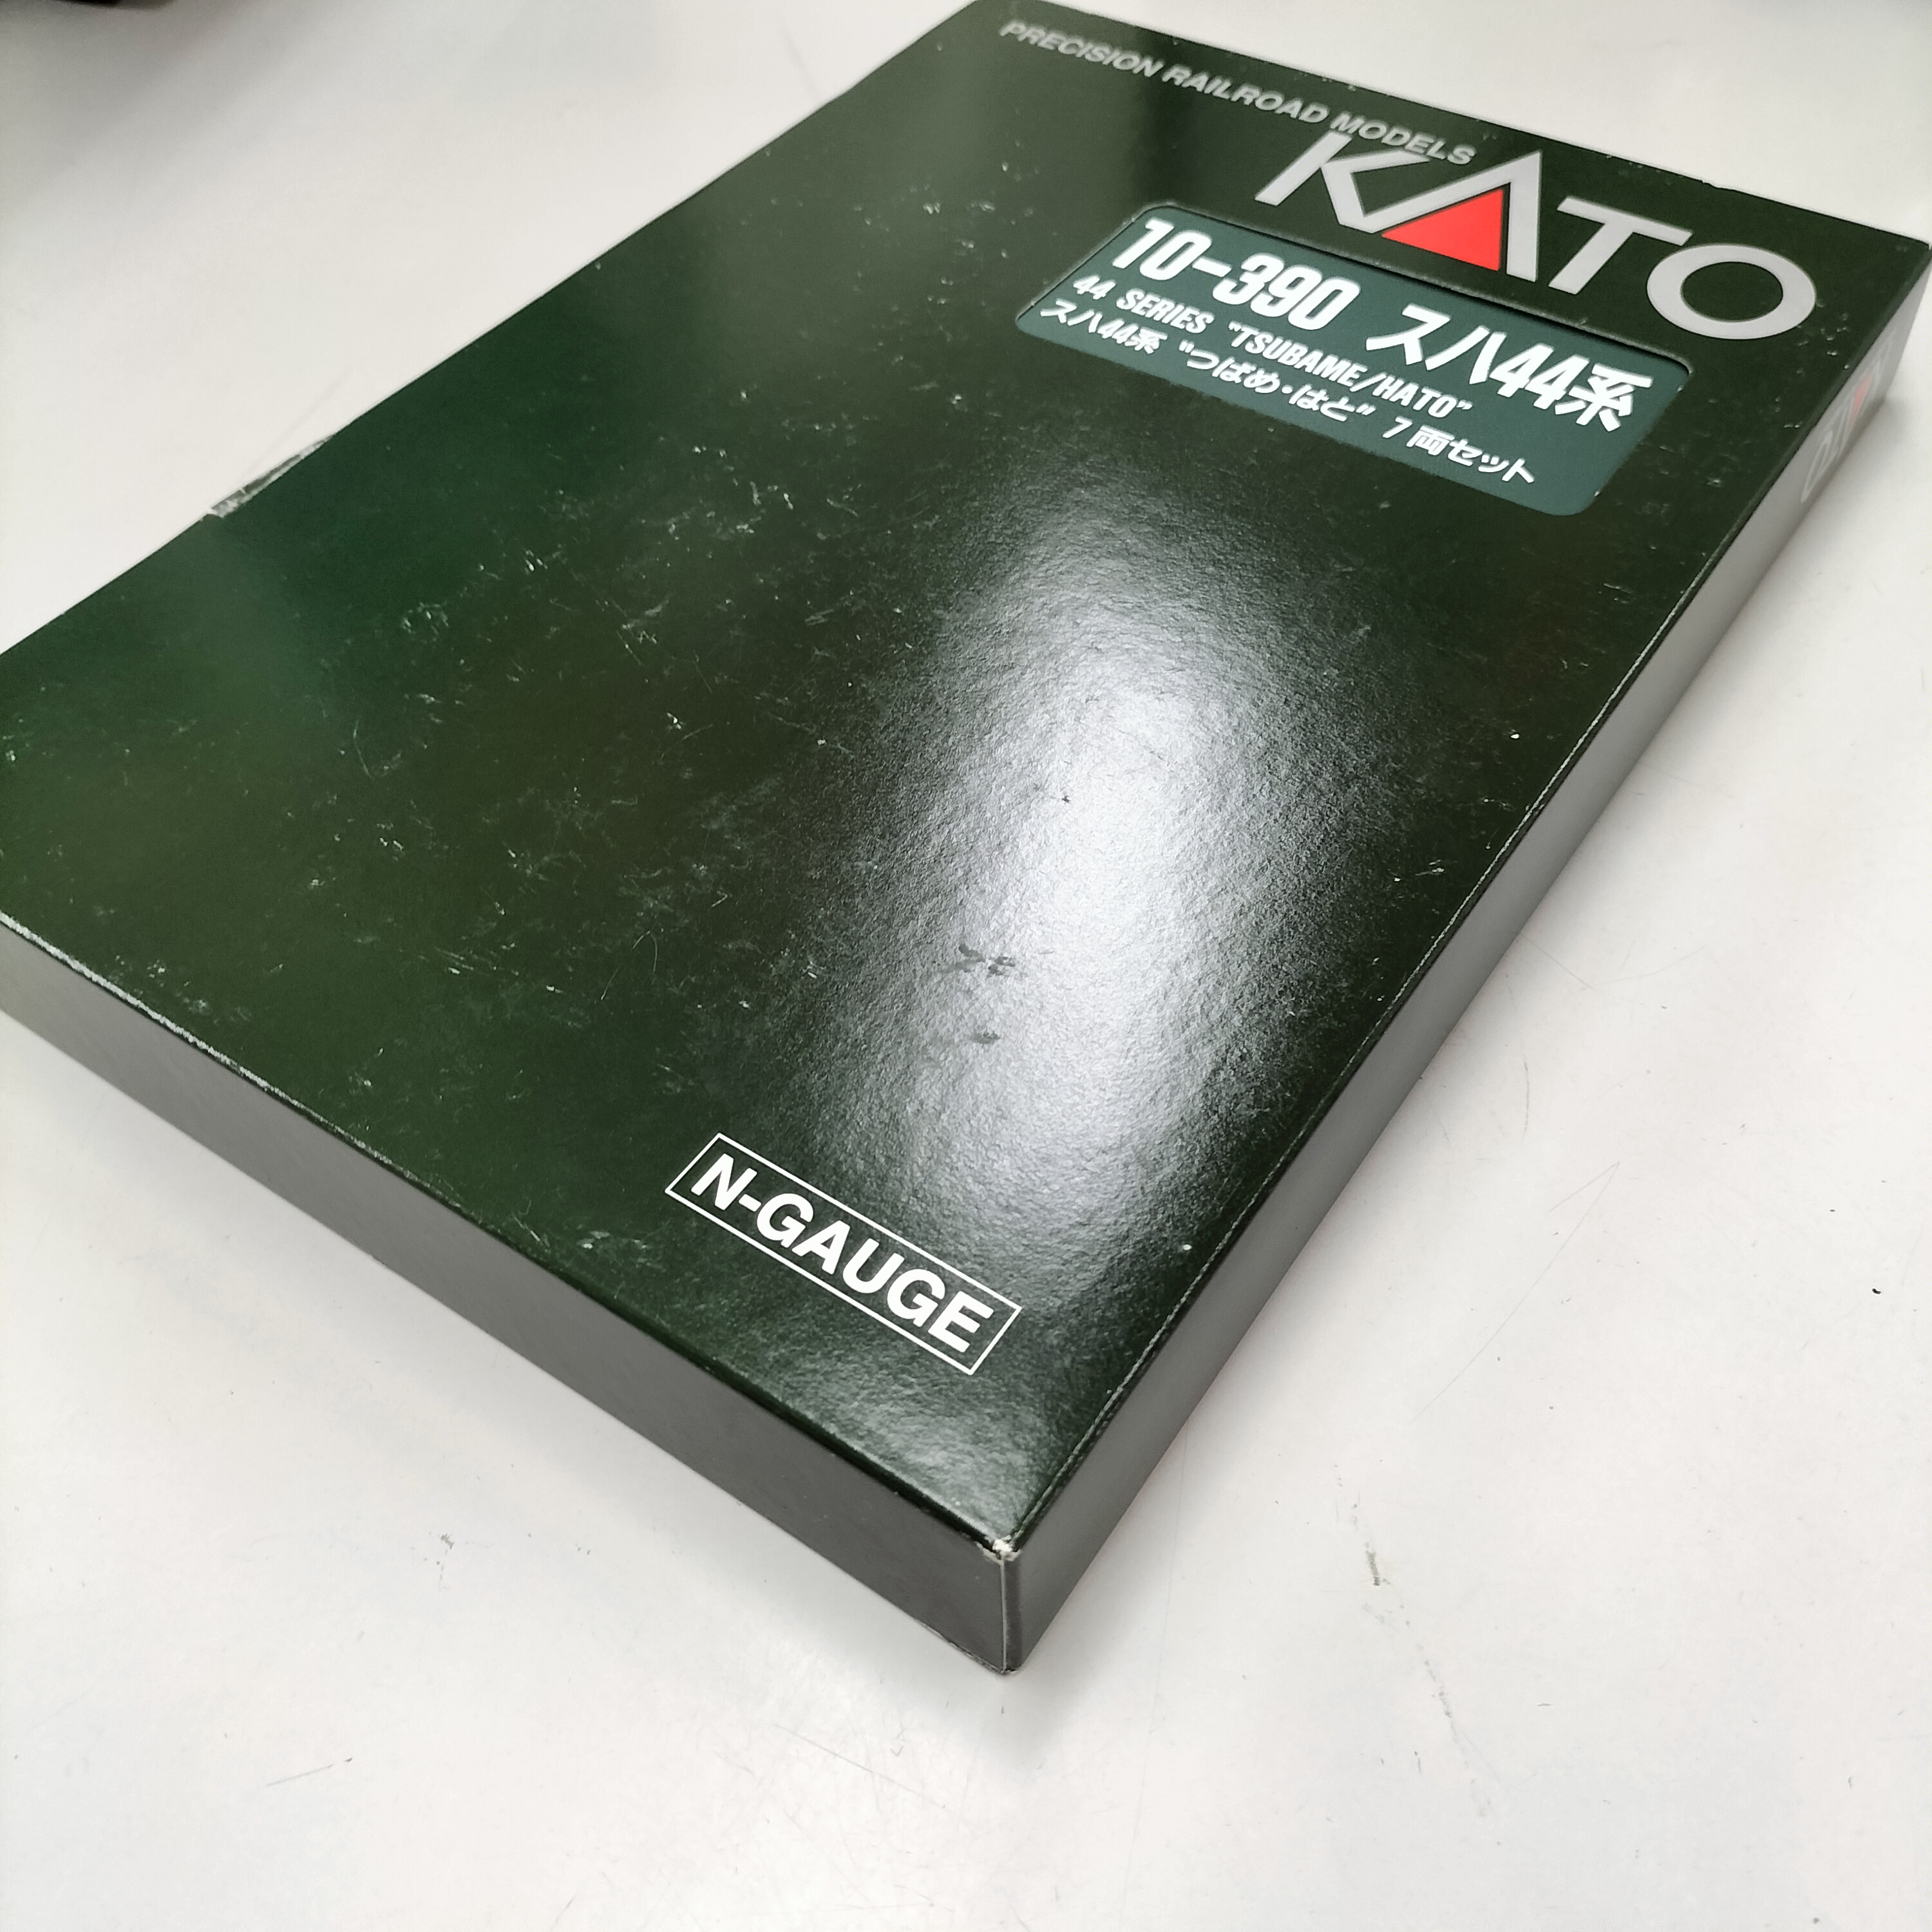 PRECISION RAILROAD MODELS
KATO
10-390 スハ44系
44 SERIES "TSUBAME/HATO"
スハ44系 "つばめ・はと" 7両セット
N-GAUGE